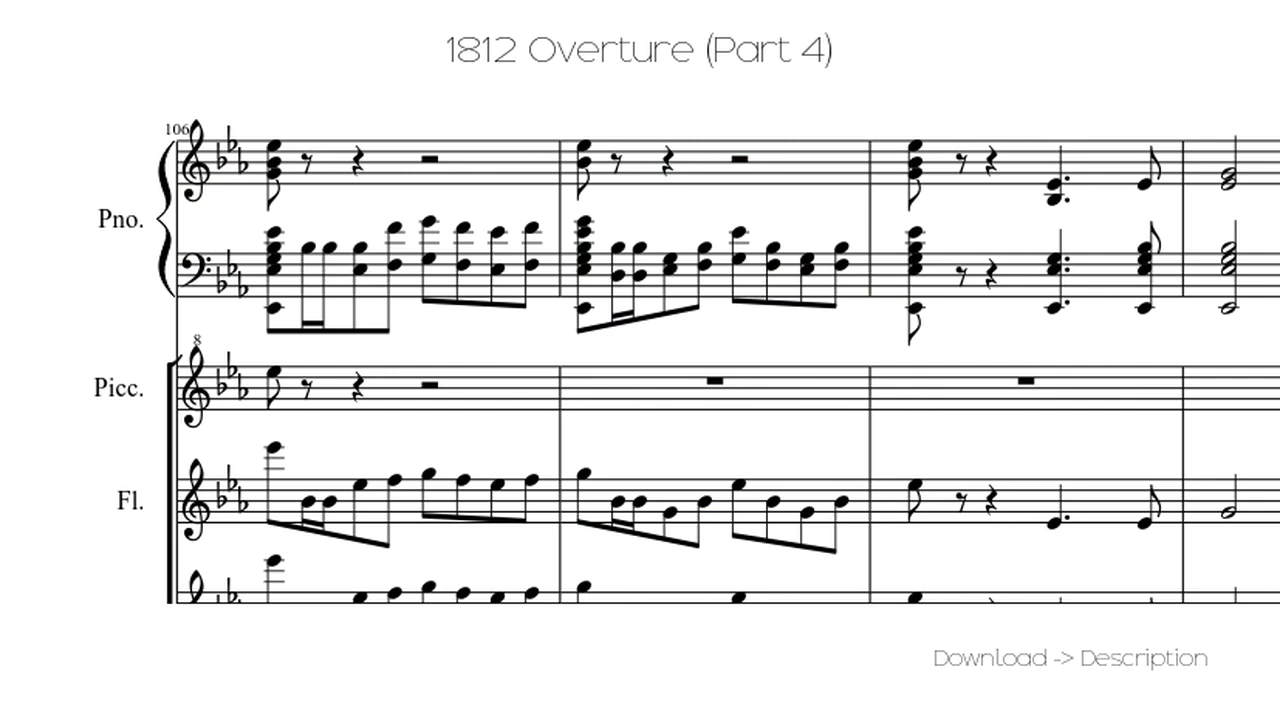 1812 Overture (Part 4)
106
Pno.
8
Picc.
Fl.
Download -> Description